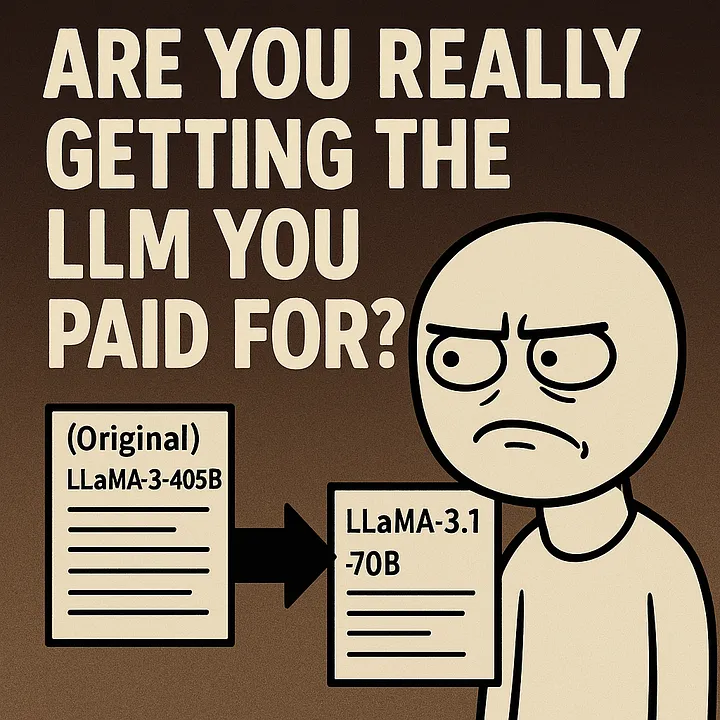 ARE YOU REALLY
GETTING THE
LLM YOU
PAID FOR?
(Original)
LLaMA-3-405B
LLaMA-3.1
-70B